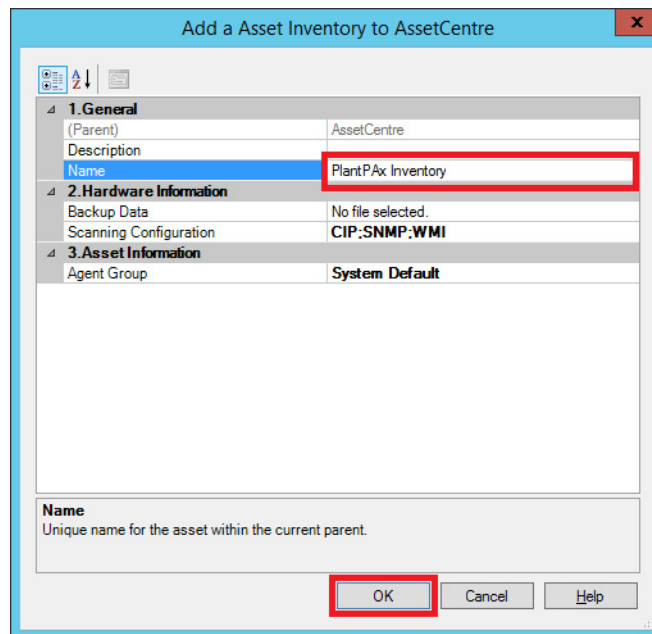 Add a Asset Inventory to AssetCentre
x
A
Z
1.General
(Parent) AssetCentre
Description
Name PlantPAx Inventory
2.Hardware Information
Backup Data No file selected.
Scanning Configuration CIP;SNMP;WMI
3.Asset Information
Agent Group System Default
Name
Unique name for the asset within the current parent.
OK Cancel Help